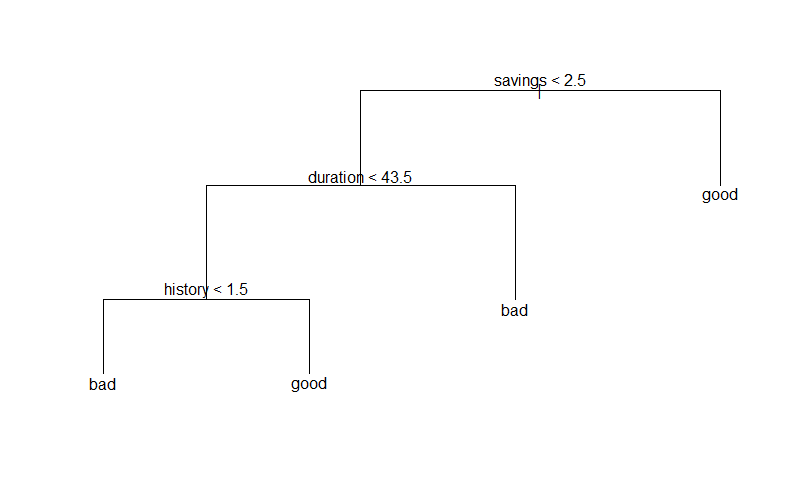 savings < 2.5
duration < 43.5
good
history < 1.5
bad
bad
good